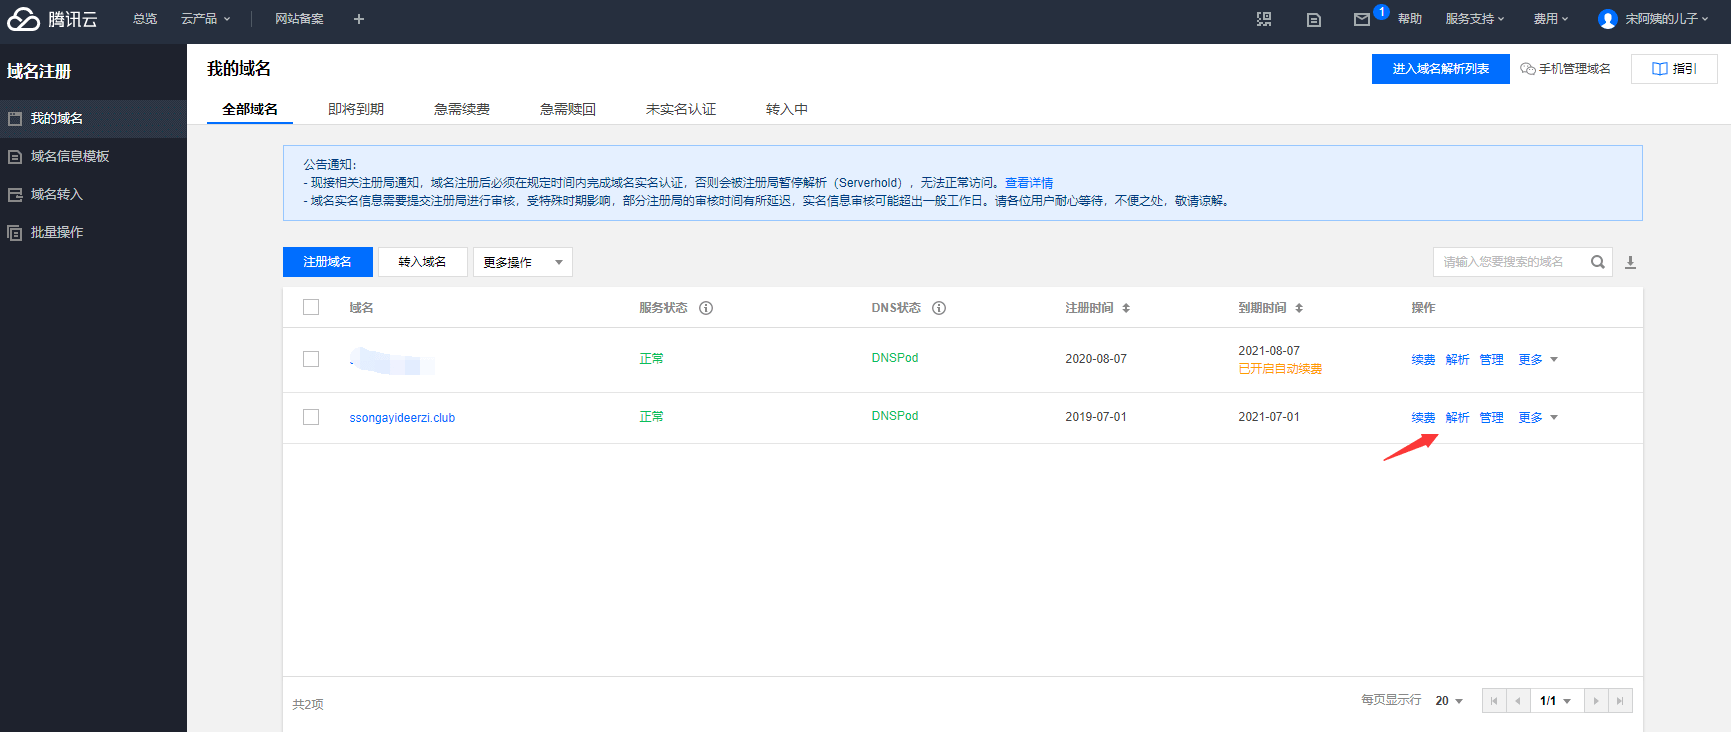 腾讯云 总览 云产品 网站备案 + 1 帮助 服务支持 费用 宋阿姨的儿子
域名注册
我的域名
域名信息模板
域名转入
批量操作
我的域名
进入域名解析列表 手机管理域名 指引
全部域名 即将到期 急需续费 急需赎回 未实名认证 转入中
公告通知：
- 现接相关注册局通知，域名注册后必须在规定时间内完成域名实名认证，否则会被注册局暂停解析（Serverhold），无法正常访问。查看详情
- 域名实名信息需要提交注册局进行审核，受特殊时期影响，部分注册局的审核时间有所延迟，实名信息审核可能超出一般工作日。请各位用户耐心等待，不便之处，敬请谅解。
注册域名 转入域名 更多操作 请输入您要搜索的域名
域名 服务状态 DNS状态 注册时间 到期时间 操作
正常 DNSPod 2020-08-07 2021-08-07 续费 解析 管理 更多
已开启自动续费
ssongayideerzi.club 正常 DNSPod 2019-07-01 2021-07-01 续费 解析 管理 更多
共2项 每页显示行 20 1/1